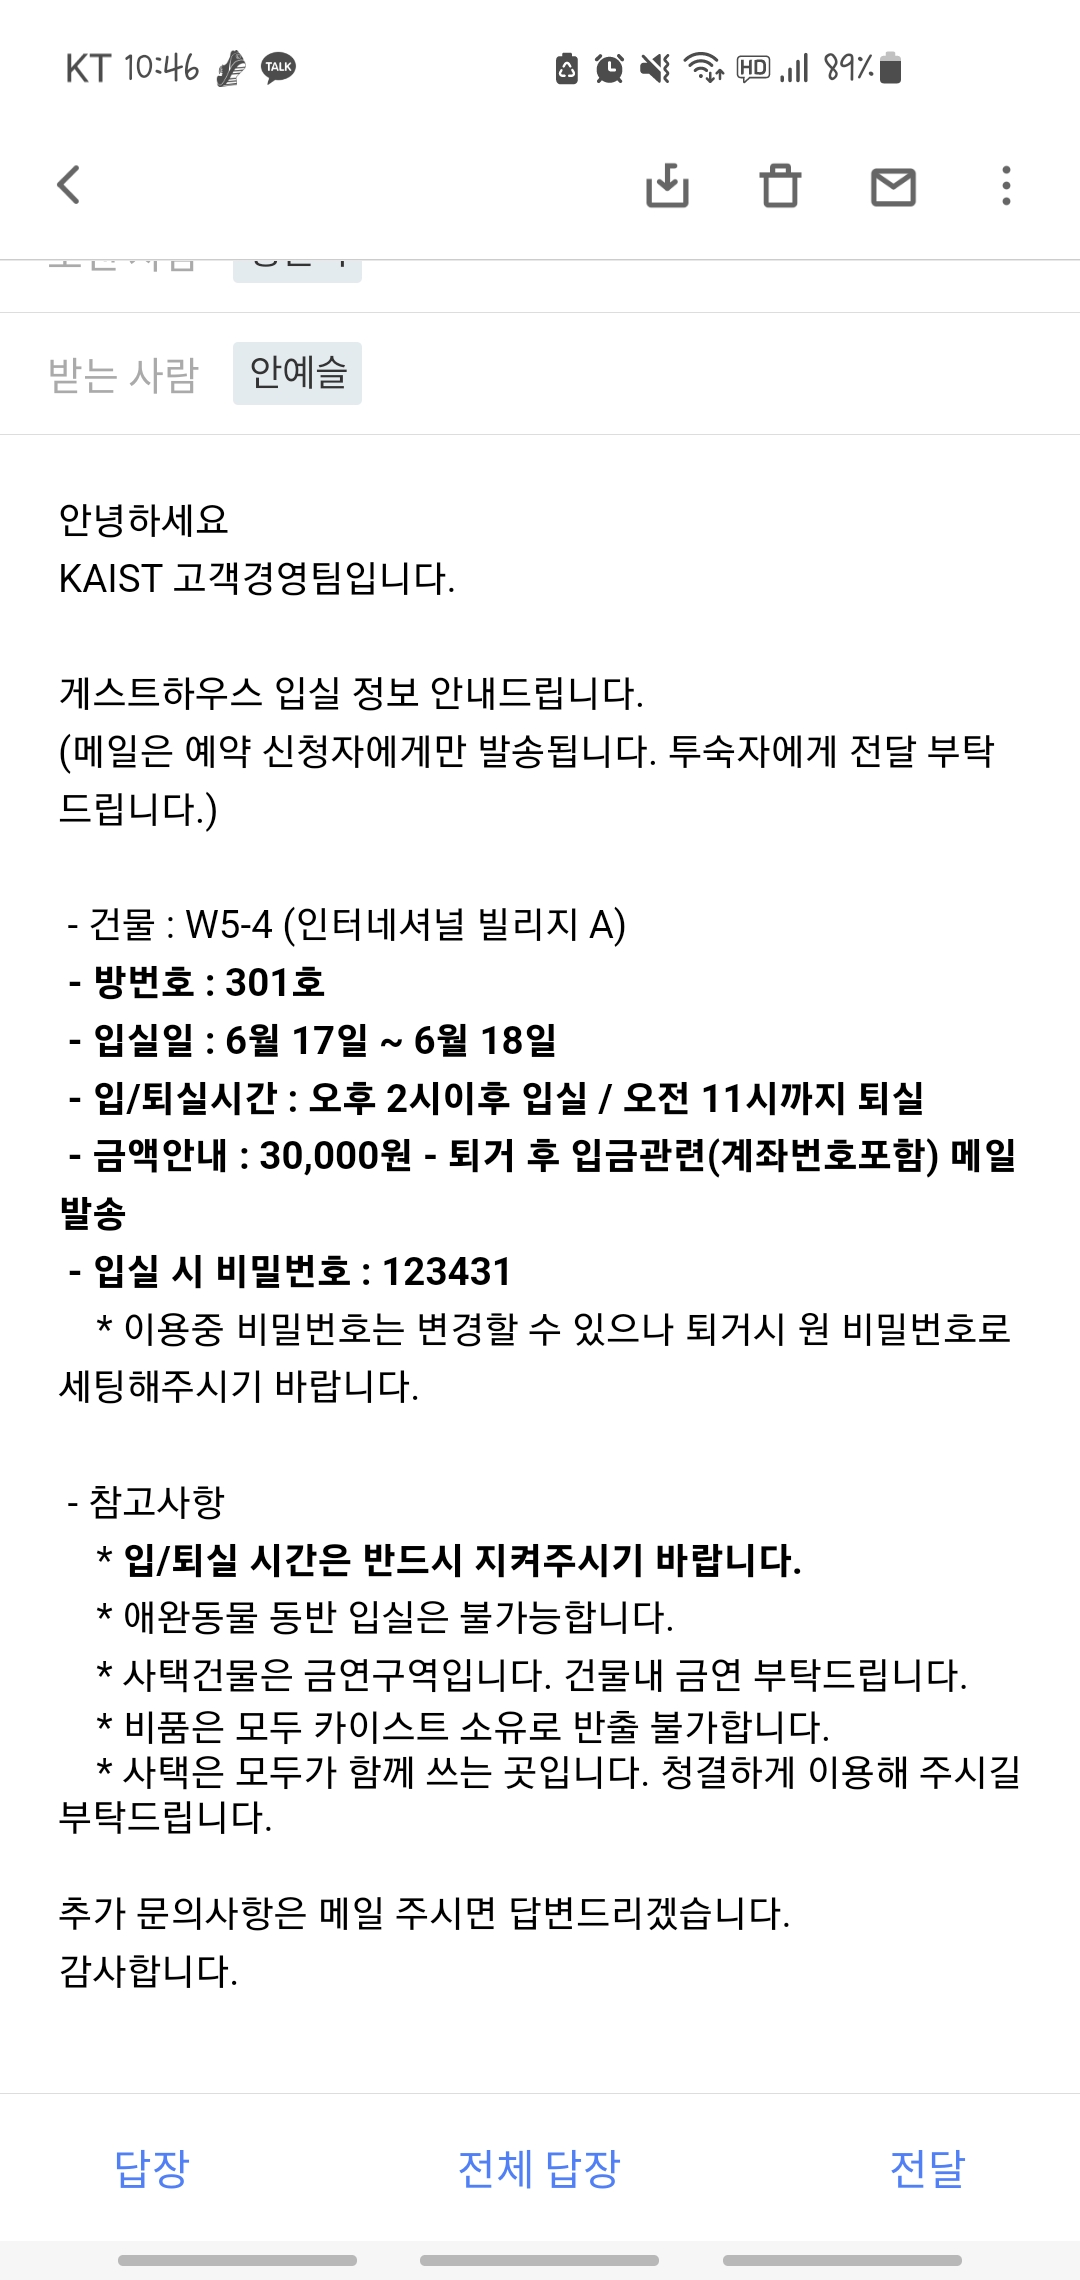 KT 10:46 TALK HD 89%
받는 사람 안예슬
안녕하세요
KAIST 고객경영팀입니다.
게스트하우스 입실 정보 안내드립니다.
(메일은 예약 신청자에게만 발송됩니다. 투숙자에게 전달 부탁
드립니다.)
- 건물 : W5-4 (인터네셔널 빌리지 A)
- 방번호 : 301호
- 입실일 : 6월 17일 ~ 6월 18일
- 입/퇴실시간 : 오후 2시이후 입실 / 오전 11시까지 퇴실
- 금액안내 : 30,000원 - 퇴거 후 입금관련(계좌번호포함) 메일
발송
- 입실 시 비밀번호 : 123431
* 이용중 비밀번호는 변경할 수 있으나 퇴거시 원 비밀번호로
세팅해주시기 바랍니다.
- 참고사항
* 입/퇴실 시간은 반드시 지켜주시기 바랍니다.
* 애완동물 동반 입실은 불가능합니다.
* 사택건물은 금연구역입니다. 건물내 금연 부탁드립니다.
* 비품은 모두 카이스트 소유로 반출 불가합니다.
* 사택은 모두가 함께 쓰는 곳입니다. 청결하게 이용해 주시길
부탁드립니다.
추가 문의사항은 메일 주시면 답변드리겠습니다.
감사합니다.
답장 전체 답장 전달